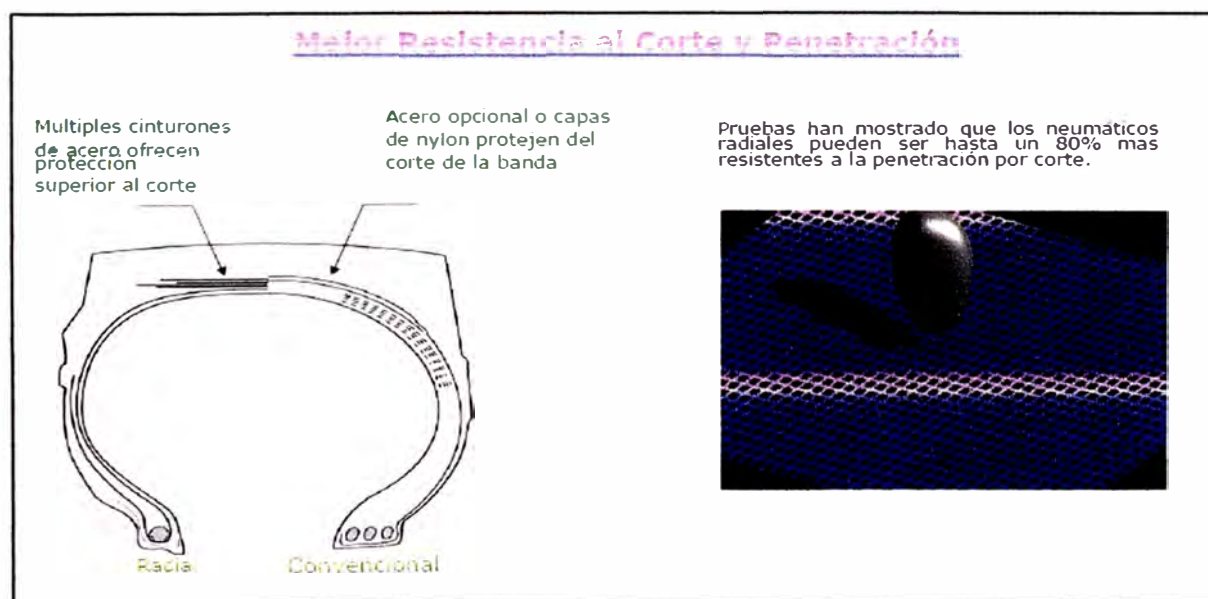 Mejor Resistencia al Corte y Penetración
Multiples cinturones
de acero ofrecen
protección
superior al corte
Acero opcional o capas
de nylon protejen del
corte de la banda
Pruebas han mostrado que los neumáticos
radiales pueden ser hasta un 80% mas
resistentes a la penetración por corte.
Radial
Convencional